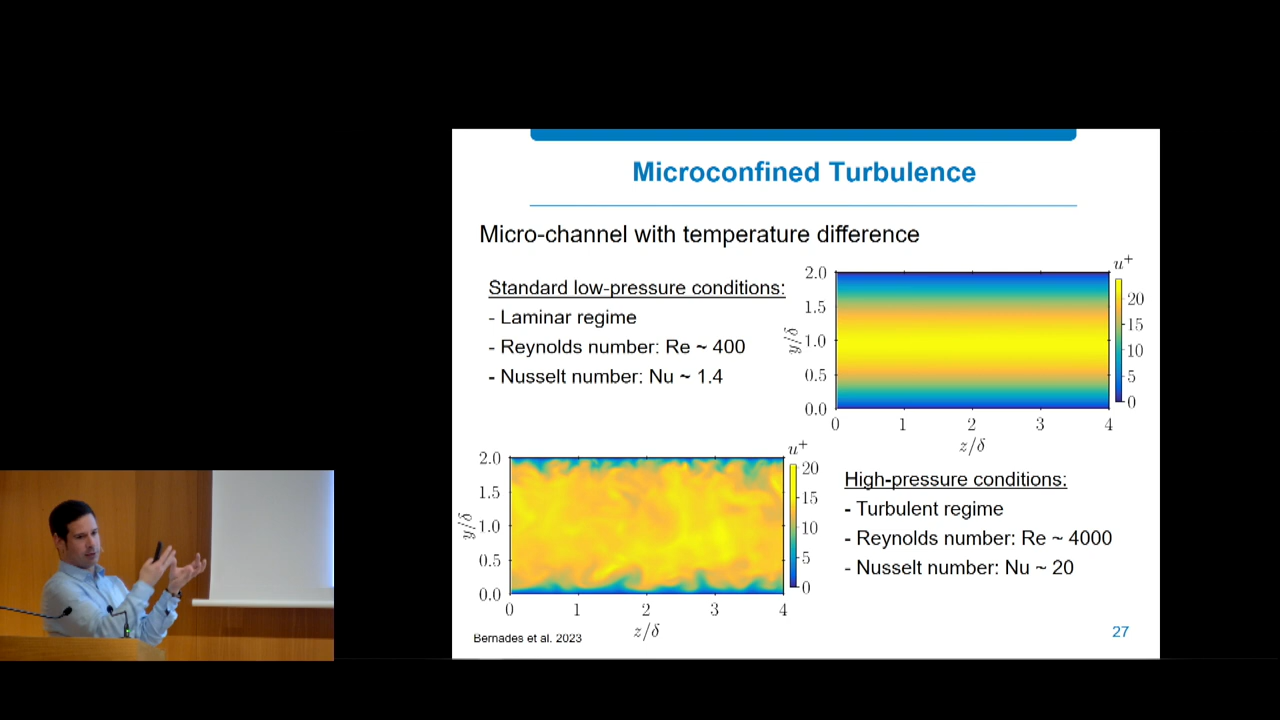 Microconfined Turbulence
Micro-channel with temperature difference
Standard low-pressure conditions:
- Laminar regime
- Reynolds number: Re ~ 400
- Nusselt number: Nu ~ 1.4
u+
2.0
1.5
1.0
0.5
0.0
y/δ
0 1 2 3 4
z/δ
20
15
10
5
0
u+
2.0
1.5
1.0
0.5
0.0
y/δ
0 1 2 3 4
z/δ
20
15
10
5
0
High-pressure conditions:
- Turbulent regime
- Reynolds number: Re ~ 4000
- Nusselt number: Nu ~ 20
Bernades et al. 2023
27